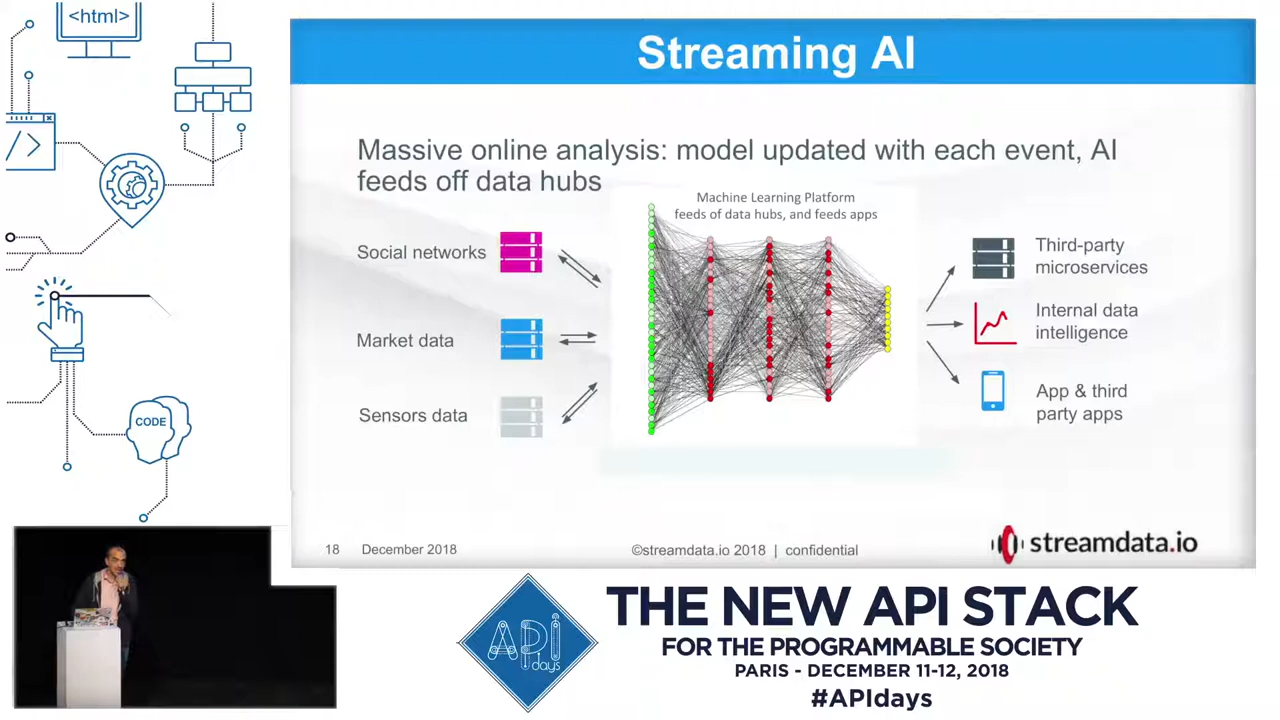 <html>
</>
CODE
Streaming AI
Massive online analysis: model updated with each event, AI
feeds off data hubs
Machine Learning Platform
feeds of data hubs, and feeds apps
Social networks
Market data
Sensors data
Third-party
microservices
Internal data
intelligence
App & third
party apps
18 December 2018 ©streamdata.io 2018 | confidential
streamdata.io
API
days
THE NEW API STACK
FOR THE PROGRAMMABLE SOCIETY
PARIS - DECEMBER 11-12, 2018
#APIdays